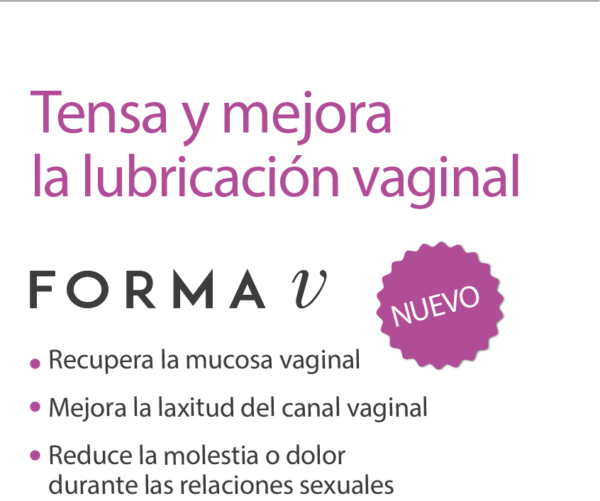 Tensa y mejora
la lubricación vaginal
FORMA V
NUEVO
• Recupera la mucosa vaginal
• Mejora la laxitud del canal vaginal
• Reduce la molestia o dolor
durante las relaciones sexuales